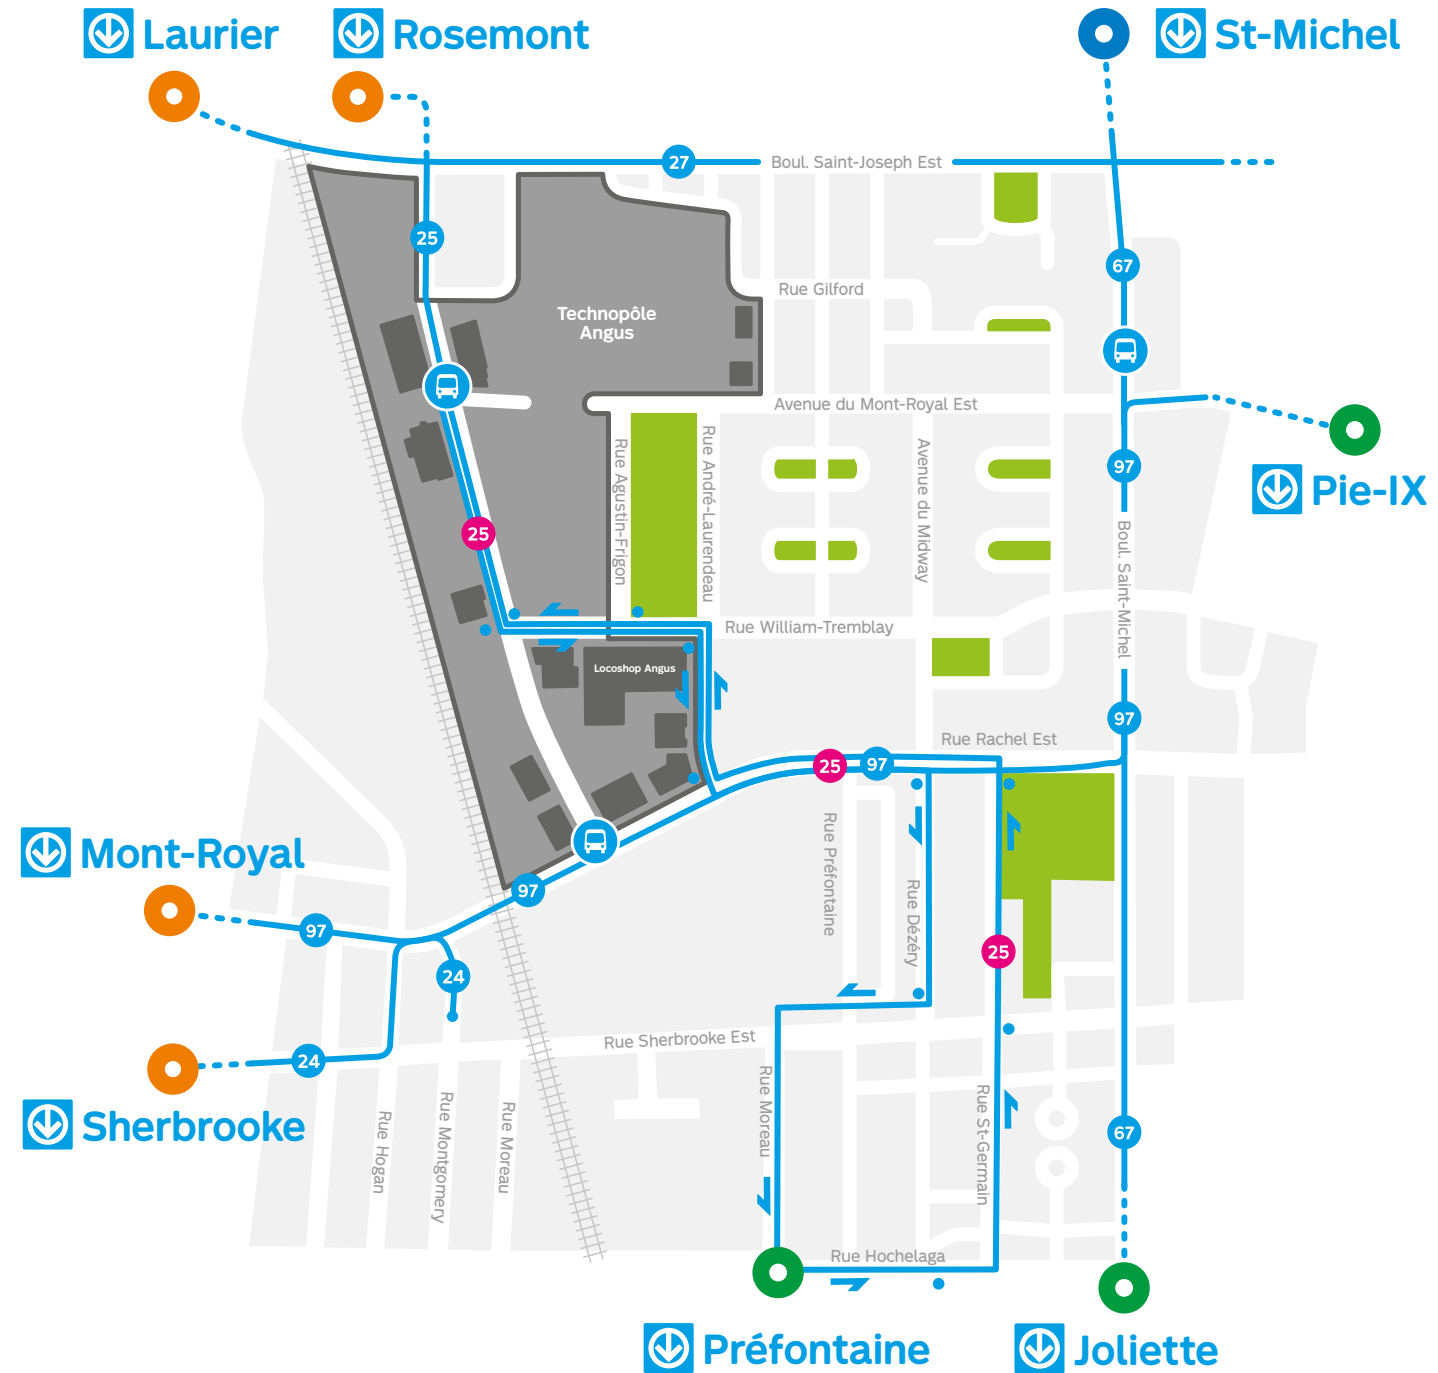 Laurier
Rosemont
St-Michel
27
Boul. Saint-Joseph Est
25
67
Rue Gilford
Technopôle
Angus
Avenue du Mont-Royal Est
Pie-IX
97
Rue Agustin-Frigon
Rue André-Laurendeau
Avenue du Midway
Boul. Saint-Michel
25
Rue William-Tremblay
Locoshop Angus
97
Rue Rachel Est
25
97
Rue Préfontaine
Rue Dézéry
Mont-Royal
97
97
24
25
Rue Sherbrooke Est
24
Sherbrooke
Rue Hogan
Rue Montgomery
Rue Moreau
Rue Moreau
Rue St-Germain
67
Rue Hochelaga
Préfontaine
Joliette